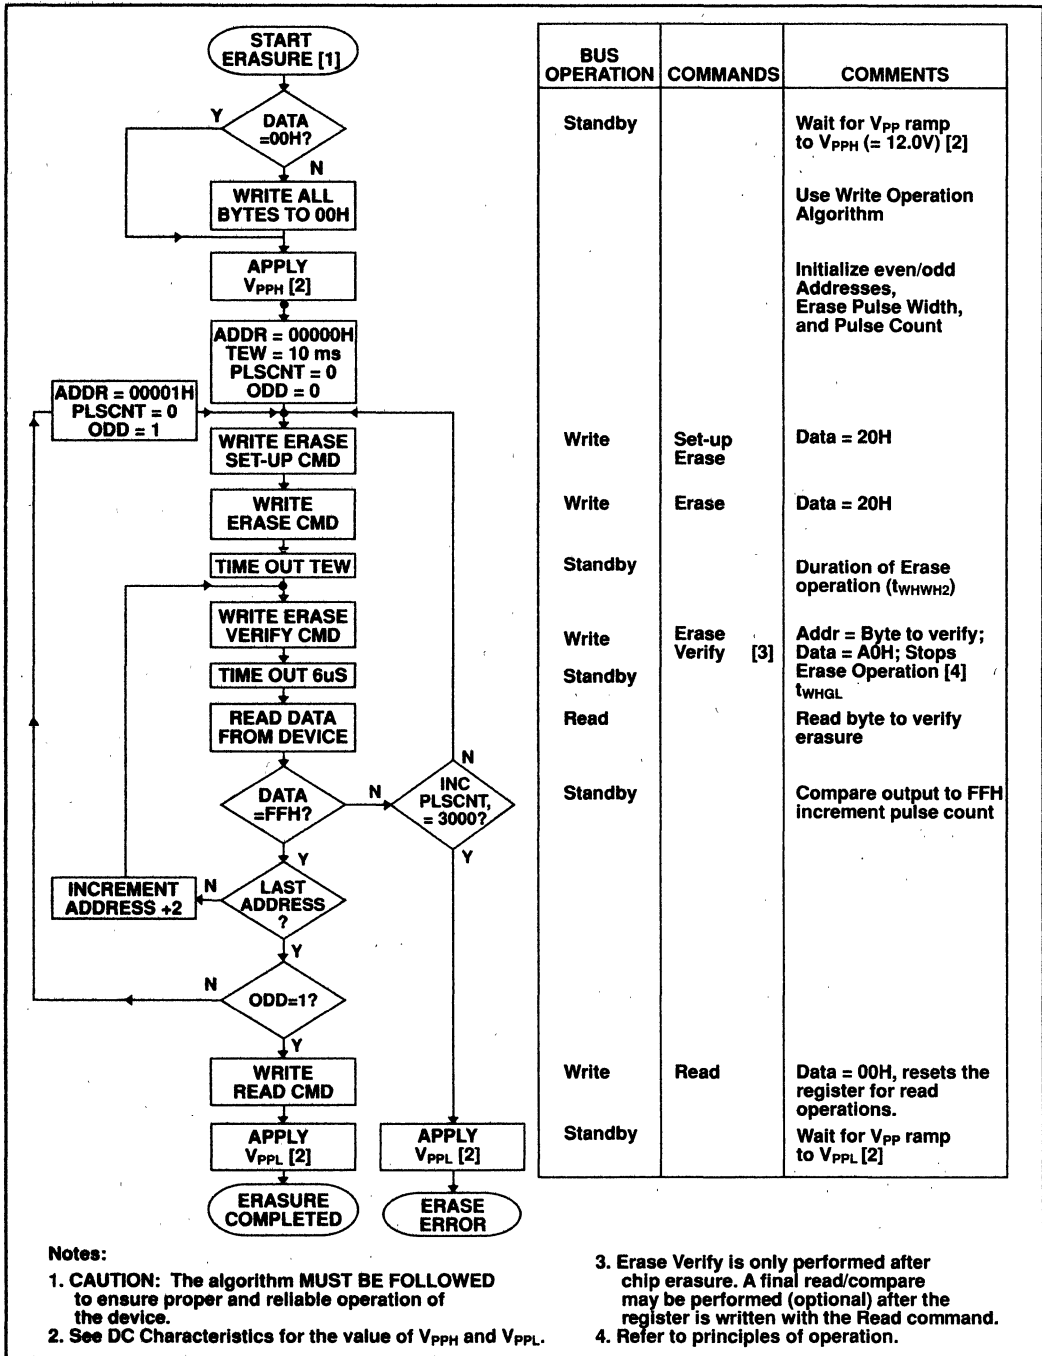 START
ERASURE [1]
Y
DATA
=00H?
N
WRITE ALL
BYTES TO 00H
APPLY
VPPH [2]
ADDR = 00000H
TEW = 10 ms
PLSCNT = 0
ODD = 0
ADDR = 00001H
PLSCNT = 0
ODD = 1
WRITE ERASE
SET-UP CMD
WRITE
ERASE CMD
TIME OUT TEW
WRITE ERASE
VERIFY CMD
TIME OUT 6uS
READ DATA
FROM DEVICE
DATA
=FFH?
N
N
INC
PLSCNT,
= 3000?
Y
Y
INCREMENT
ADDRESS +2
N
LAST
ADDRESS
?
Y
N
ODD=1?
Y
WRITE
READ CMD
APPLY
VPPL [2]
APPLY
VPPL [2]
ERASURE
COMPLETED
ERASE
ERROR
BUS
OPERATION
COMMANDS
COMMENTS
Standby
Wait for VPP ramp
to VPPH (= 12.0V) [2]
Use Write Operation
Algorithm
Initialize even/odd
Addresses,
Erase Pulse Width,
and Pulse Count
Write
Set-up
Erase
Data = 20H
Write
Erase
Data = 20H
Standby
Duration of Erase
operation (tWHWH2)
Write
Erase
Verify [3]
Addr = Byte to verify;
Data = A0H; Stops
Erase Operation [4]
Standby
tWHGL
Read
Read byte to verify
erasure
Standby
Compare output to FFH
increment pulse count
Write
Read
Data = 00H, resets the
register for read
operations.
Standby
Wait for VPP ramp
to VPPL [2]
Notes:
1. CAUTION: The algorithm MUST BE FOLLOWED
to ensure proper and reliable operation of
the device.
2. See DC Characteristics for the value of VPPH and VPPL.
3. Erase Verify is only performed after
chip erasure. A final read/compare
may be performed (optional) after the
register is written with the Read command.
4. Refer to principles of operation.